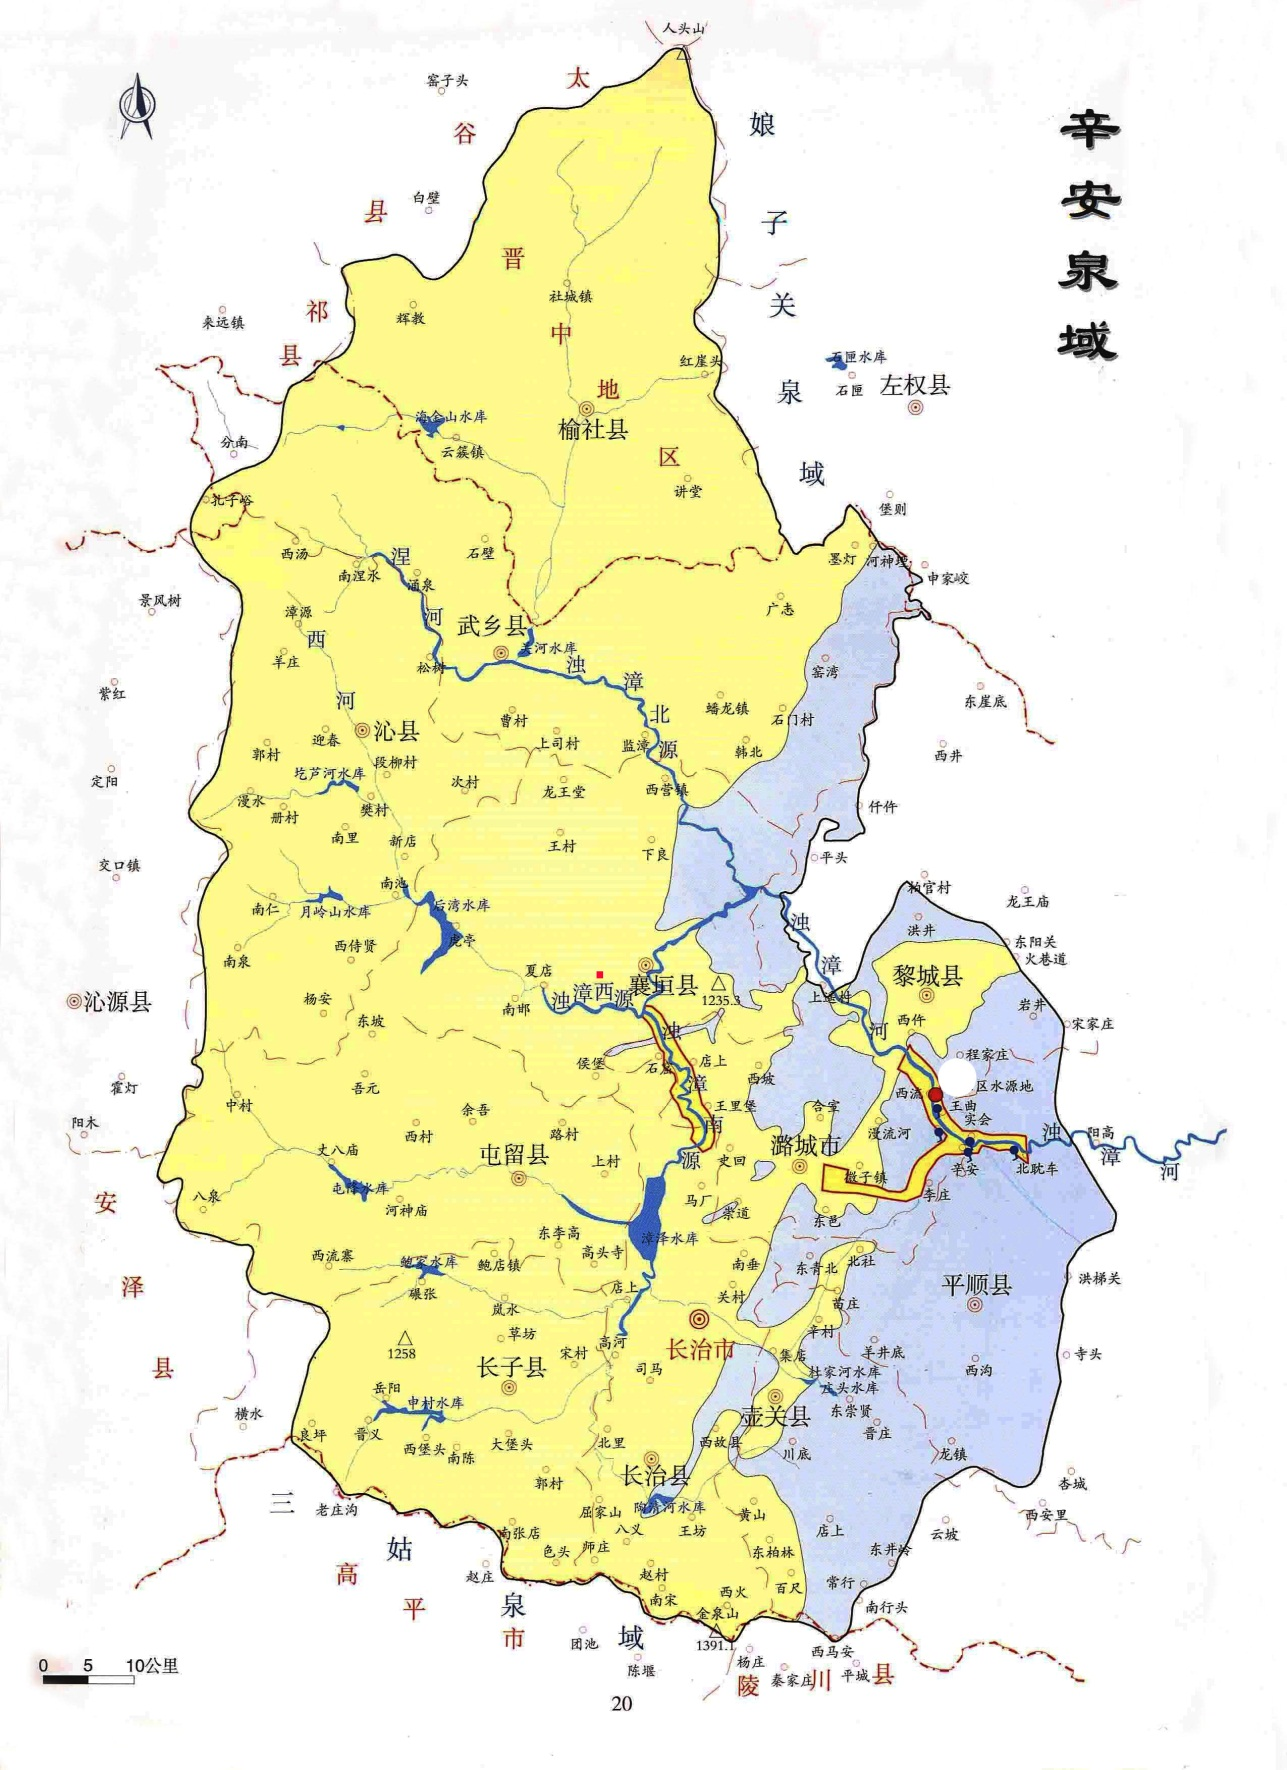 人头山
窑子头
太
谷
县
白壁
娘
子
关
泉
域
辛
安
泉
域
祁
县
来远镇
晋
中
地
区
社城镇
辉教
红崖头
石匣水库
石匣
左权县
榆社县
海金山水库
云簇镇
分南
孔子峪
讲堂
堡则
西汤
南涅水
涅
河
涌泉
石壁
墨灯
河神堙
申家峧
景风树
漳源
西
河
羊庄
武乡县
关河水库
松树
浊
漳
北
源
广志
窑湾
紫红
东崖底
沁县
迎春
郭村
段柳村
曹村
上司村
监漳
蟠龙镇
石门村
韩北
西井
定阳
圪芦河水库
漫水
册村
樊村
次村
龙王堂
西营镇
仟仵
南里
新店
王村
下良
平头
交口镇
南池
南仁
月岭山水库
后湾水库
虎亭
西侍贤
南泉
柏官村
龙王庙
洪井
东阳关
火巷道
浊
漳
河
黎城县
夏店
襄垣县
1235.3
沁源县
杨安
东坡
南邯
浊漳西源
上遥村
西仵
岩井
宋家庄
浊
漳
南
源
侯堡
石店
店上
西坡
程家庄
区水源地
霍灯
吾元
中村
阳木
余吾
西村
路村
王里堡
合室
西流
王曲
实会
漫流河
潞城市
辛安
北耽车
浊
漳
河
阳高
丈八庙
屯绛水库
屯留县
上村
史回
微子镇
李庄
安
泽
县
八泉
河神庙
马厂
崇道
东邑
东李高
漳泽水库
高头寺
西流寨
鲍家水库
鲍店镇
碾张
南垂
东青北
北社
平顺县
洪梯关
店上
关村
苗庄
岚水
草坊
高河
长治市
辛村
1258
宋村
司马
集店
羊井底
寺头
长子县
杜家河水库
庄头水库
西沟
岳阳
申村水库
壶关县
东崇贤
晋庄
横水
良坪
晋义
西堡头
南陈
大堡头
北里
西故县
川底
龙镇
长治县
杏城
三
姑
泉
域
老庄沟
郭村
屈家山
陶清河水库
八义
王坊
黄山
店上
西安里
云坡
南张店
色头
师庄
东柏林
东井岭
高
平
市
赵庄
赵村
南宋
西火
百尺
常行
金泉山
1391.1
南行头
团池
陈堰
杨庄
西马安
秦家庄
平城
陵
川
县
0 5 10公里
20